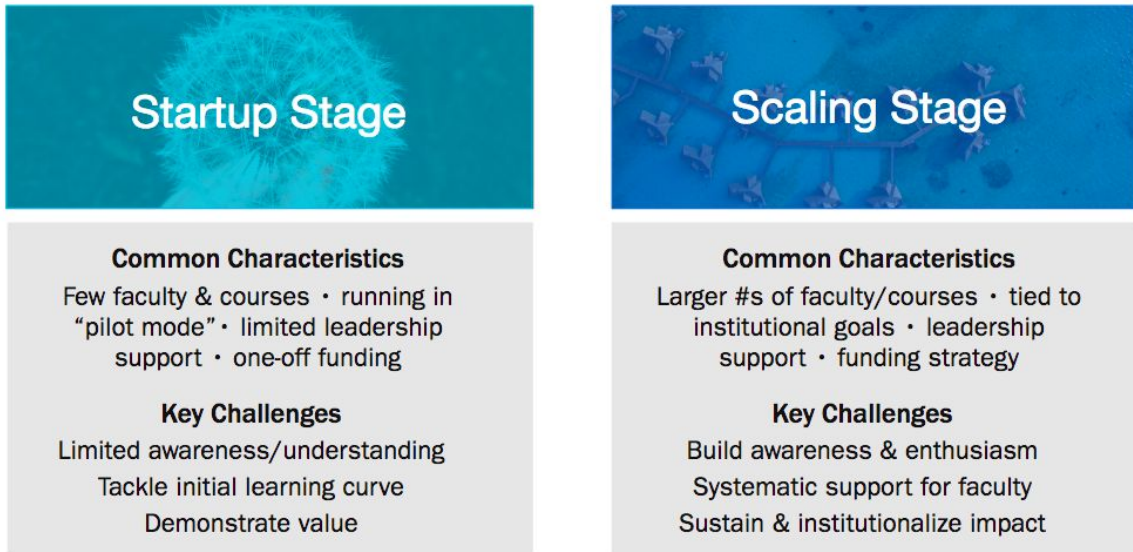 Startup Stage
Common Characteristics
Few faculty & courses • running in
“pilot mode” • limited leadership
support • one-off funding
Key Challenges
Limited awareness/understanding
Tackle initial learning curve
Demonstrate value
Scaling Stage
Common Characteristics
Larger #s of faculty/courses • tied to
institutional goals • leadership
support • funding strategy
Key Challenges
Build awareness & enthusiasm
Systematic support for faculty
Sustain & institutionalize impact